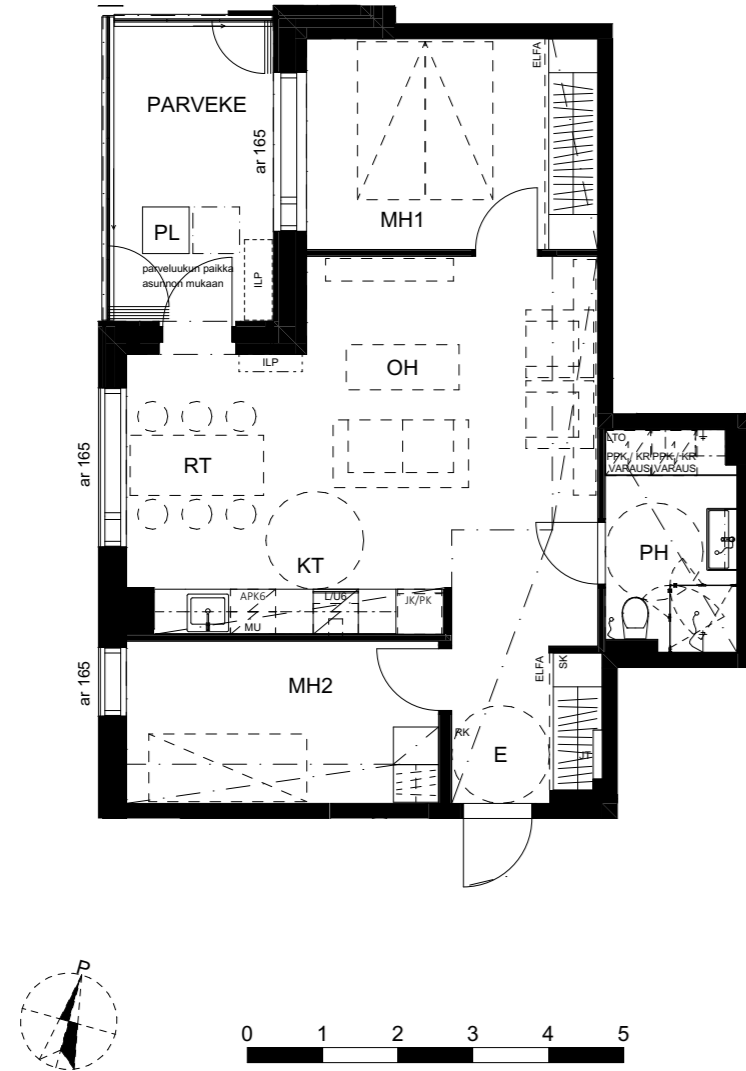 ELFA
PARVEKE
ar 165
MH1
PL
parveluukun paikka
asunnon mukaan
ILP
ILP
OH
RT
ar 165
LTO
PPK / KR PPK / KR
VARAUS VARAUS
PH
KT
APK6
L/U6
JK/PK
MU
MH2
ar 165
ELFA
SK
RK
E
JT
P
0 1 2 3 4 5